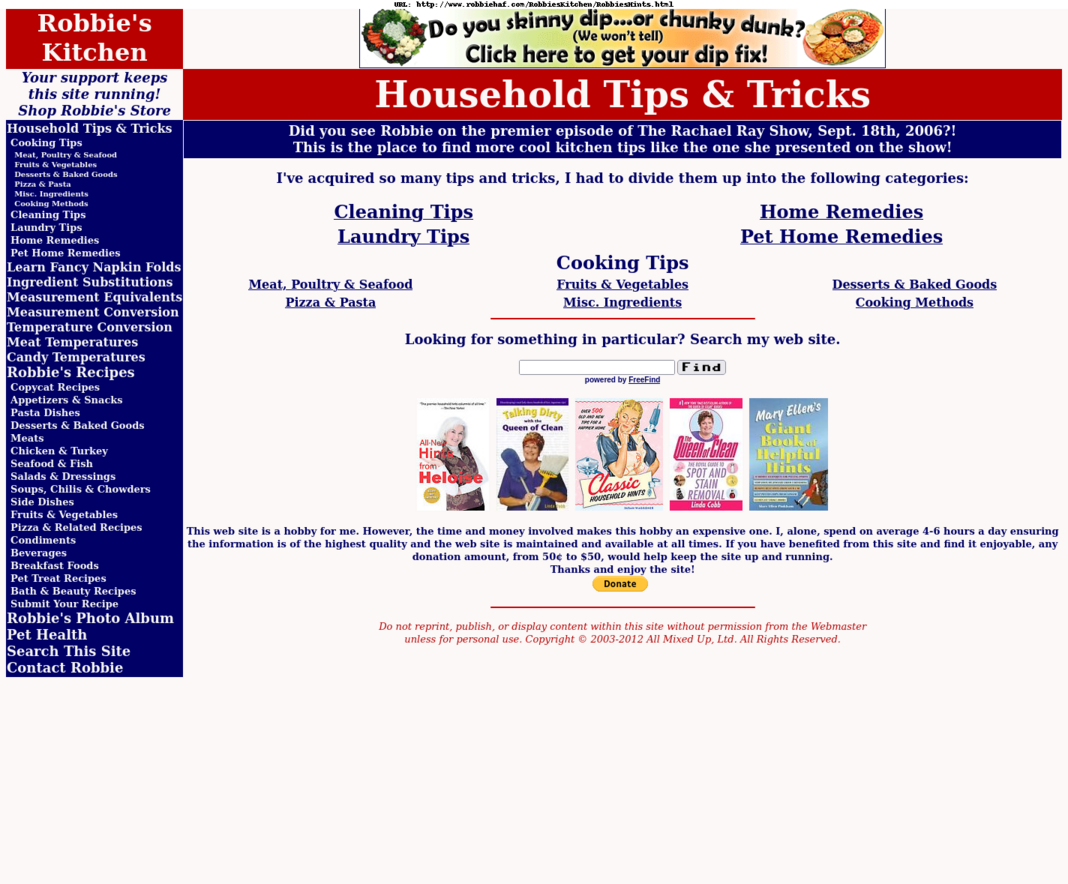 URL: http://www.robbiehaf.com/RobbiesKitchen/RobbiesHints.html
Robbie's
Kitchen
Do you skinny dip...or chunky dunk?
(We won't tell)
Click here to get your dip fix!
Your support keeps
this site running!
Shop Robbie's Store
Household Tips & Tricks
Household Tips & Tricks
Cooking Tips
Meat, Poultry & Seafood
Fruits & Vegetables
Desserts & Baked Goods
Pizza & Pasta
Misc. Ingredients
Cooking Methods
Cleaning Tips
Laundry Tips
Home Remedies
Pet Home Remedies
Learn Fancy Napkin Folds
Ingredient Substitutions
Measurement Equivalents
Measurement Conversion
Temperature Conversion
Meat Temperatures
Candy Temperatures
Robbie's Recipes
Copycat Recipes
Appetizers & Snacks
Pasta Dishes
Desserts & Baked Goods
Meats
Chicken & Turkey
Seafood & Fish
Salads & Dressings
Soups, Chilis & Chowders
Side Dishes
Fruits & Vegetables
Pizza & Related Recipes
Condiments
Beverages
Breakfast Foods
Pet Treat Recipes
Bath & Beauty Recipes
Submit Your Recipe
Robbie's Photo Album
Pet Health
Search This Site
Contact Robbie
Did you see Robbie on the premier episode of The Rachael Ray Show, Sept. 18th, 2006?!
This is the place to find more cool kitchen tips like the one she presented on the show!
I've acquired so many tips and tricks, I had to divide them up into the following categories:
Cleaning Tips Home Remedies
Laundry Tips Pet Home Remedies
Cooking Tips
Meat, Poultry & Seafood Fruits & Vegetables Desserts & Baked Goods
Pizza & Pasta Misc. Ingredients Cooking Methods
Looking for something in particular? Search my web site.
Find
powered by FreeFind
All-New
Hints
from
Heloise
Talking Dirty
with the
Queen of Clean
OVER 500
OLD AND NEW
TIPS FOR A
HAPPIER HOME
Classic
HOUSEHOLD HINTS
The
Queen of Clean
THE ROYAL GUIDE TO
SPOT AND
STAIN
REMOVAL
Linda Cobb
Mary Ellen's
Giant
Book of
Helpful
Hints
This web site is a hobby for me. However, the time and money involved makes this hobby an expensive one. I, alone, spend on average 4-6 hours a day ensuring
the information is of the highest quality and the web site is maintained and available at all times. If you have benefited from this site and find it enjoyable, any
donation amount, from 50¢ to $50, would help keep the site up and running.
Thanks and enjoy the site!
Donate
Do not reprint, publish, or display content within this site without permission from the Webmaster
unless for personal use. Copyright © 2003-2012 All Mixed Up, Ltd. All Rights Reserved.